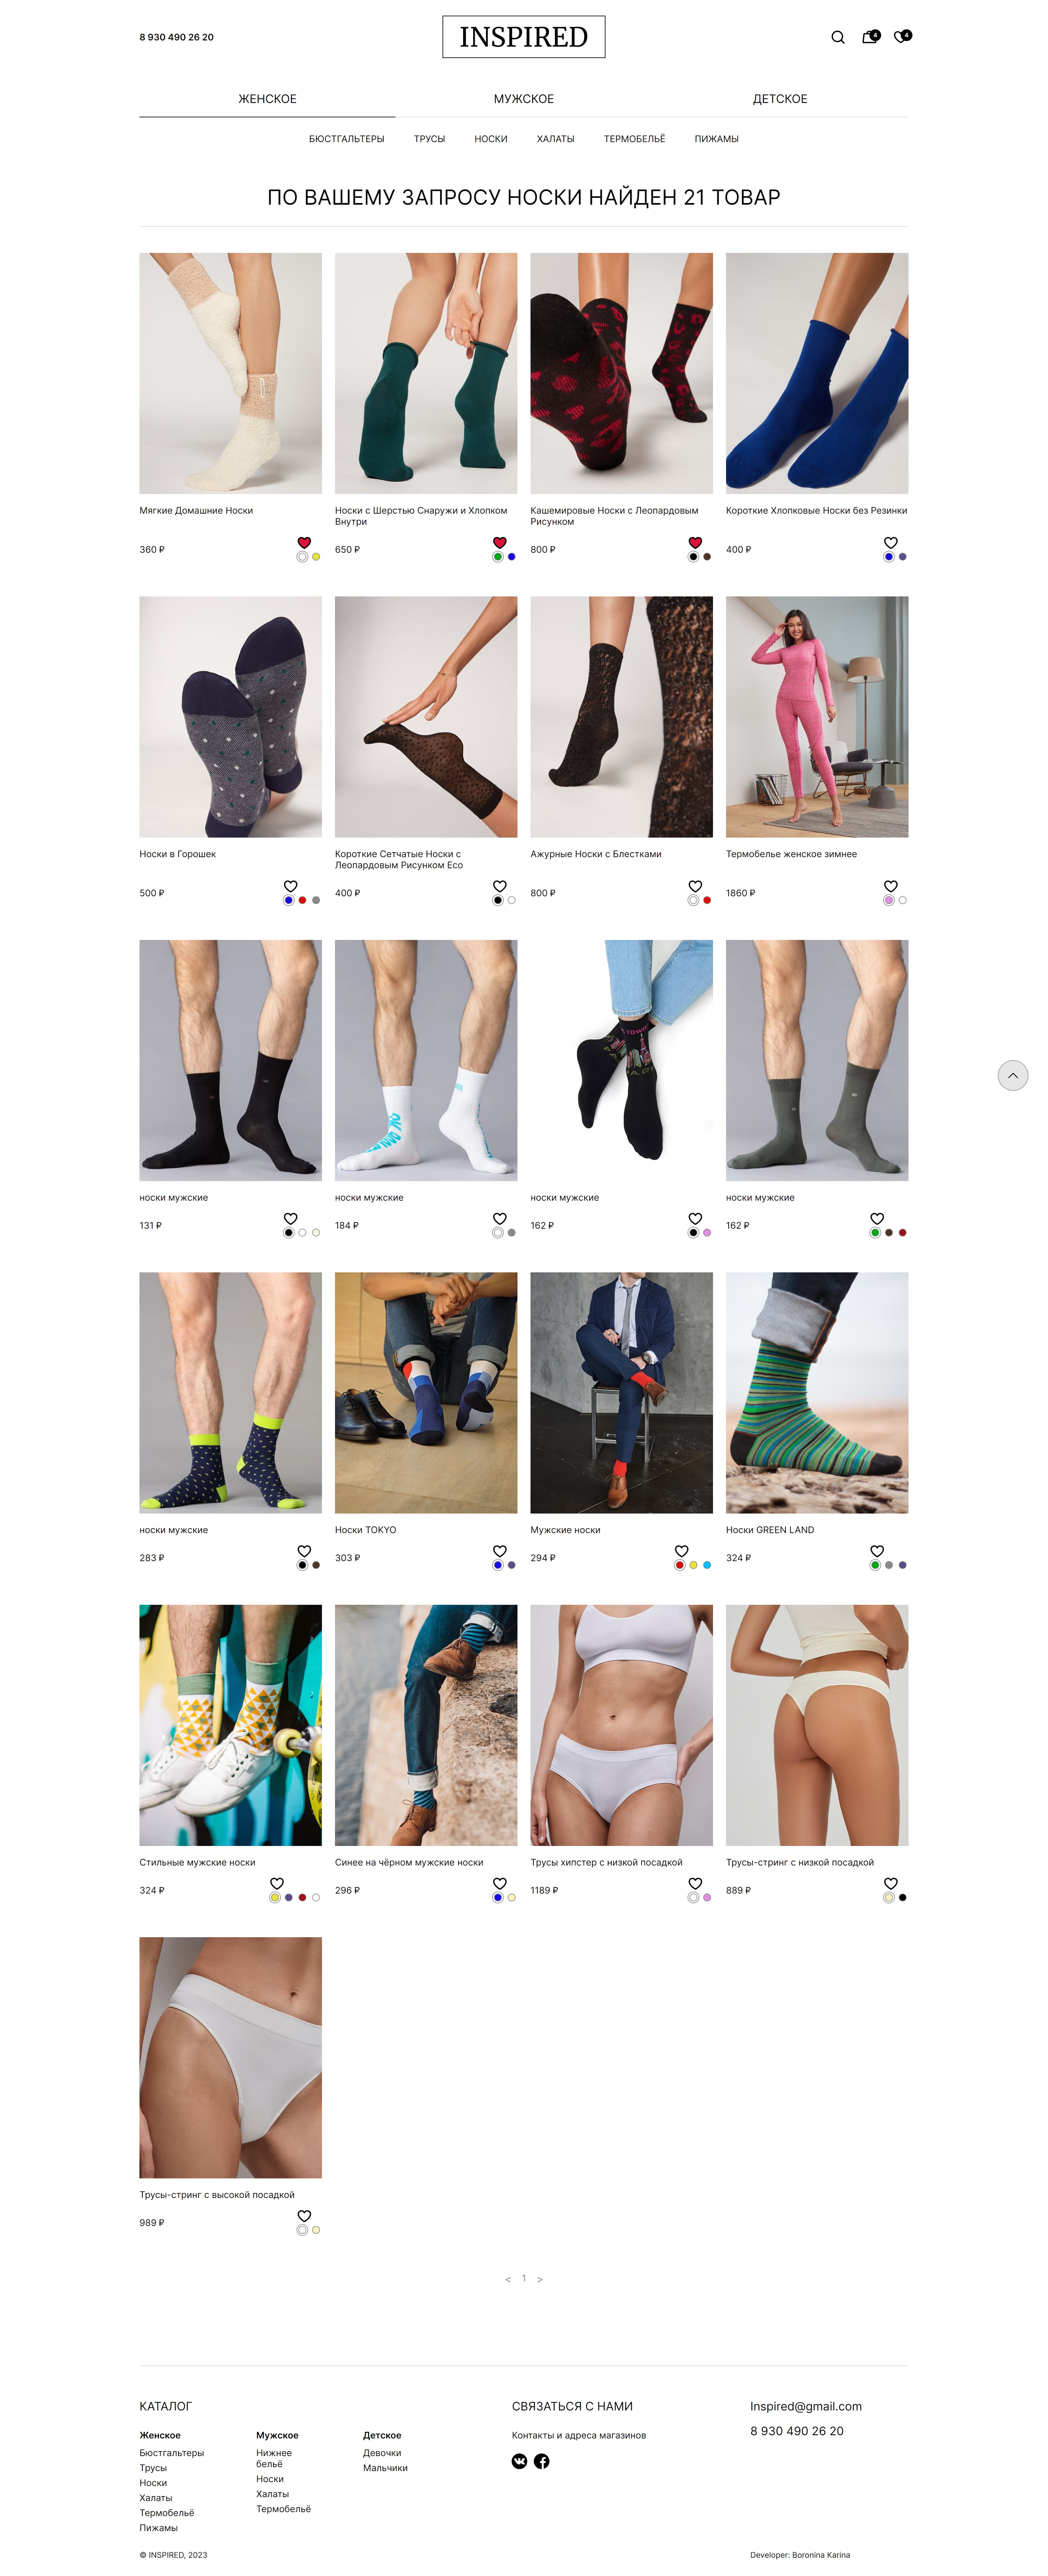 8 930 490 26 20
INSPIRED
4
4
ЖЕНСКОЕ
МУЖСКОЕ
ДЕТСКОЕ
БЮСТГАЛЬТЕРЫ
ТРУСЫ
НОСКИ
ХАЛАТЫ
ТЕРМОБЕЛЬЁ
ПИЖАМЫ
ПО ВАШЕМУ ЗАПРОСУ НОСКИ НАЙДЕН 21 ТОВАР
Мягкие Домашние Носки
360 ₽
Носки с Шерстью Снаружи и Хлопком
Внутри
650 ₽
Кашемировые Носки с Леопардовым
Рисунком
800 ₽
Короткие Хлопковые Носки без Резинки
400 ₽
Носки в Горошек
500 ₽
Короткие Сетчатые Носки с
Леопардовым Рисунком Eco
400 ₽
Ажурные Носки с Блестками
800 ₽
Термобелье женское зимнее
1860 ₽
носки мужские
131 ₽
носки мужские
184 ₽
носки мужские
162 ₽
носки мужские
162 ₽
носки мужские
283 ₽
Носки TOKYO
303 ₽
Мужские носки
294 ₽
Носки GREEN LAND
324 ₽
Стильные мужские носки
324 ₽
Синее на чёрном мужские носки
296 ₽
Трусы хипстер с низкой посадкой
1189 ₽
Трусы-стринг с низкой посадкой
889 ₽
Трусы-стринг с высокой посадкой
989 ₽
< 1 >
КАТАЛОГ
Женское
Бюстгальтеры
Трусы
Носки
Халаты
Термобельё
Пижамы
Мужское
Нижнее
бельё
Носки
Халаты
Термобельё
Детское
Девочки
Мальчики
СВЯЗАТЬСЯ С НАМИ
Контакты и адреса магазинов
Inspired@gmail.com
8 930 490 26 20
© INSPIRED, 2023
Developer: Boronina Karina